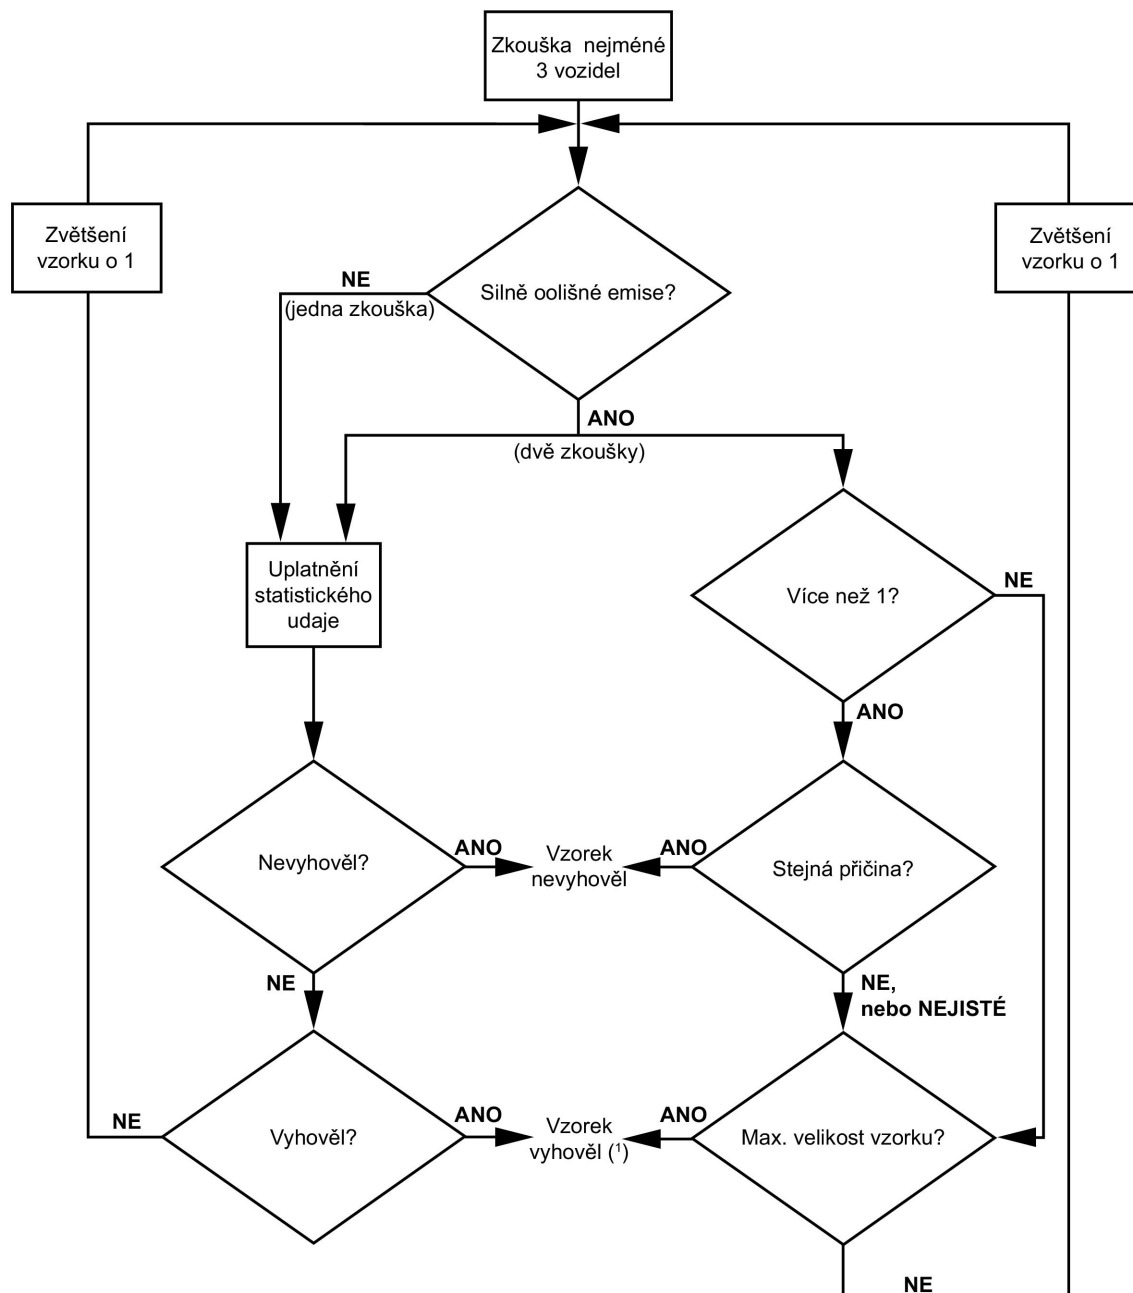 Zkouška nejméné
3 vozidel
Zvětšení
vzorku o 1
Zvětšení
vzorku o 1
Silně oolišné emise?
NE
(jedna zkouška)
ANO
(dvě zkoušky)
Uplatnění
statistického
udaje
Více než 1?
NE
ANO
Nevyhověl?
ANO
Vzorek
nevyhověl
ANO
Stejná přičina?
NE
NE,
nebo NEJISTÉ
NE
Vyhověl?
ANO
Vzorek
vyhověl (¹)
ANO
Max. velikost vzorku?
NE